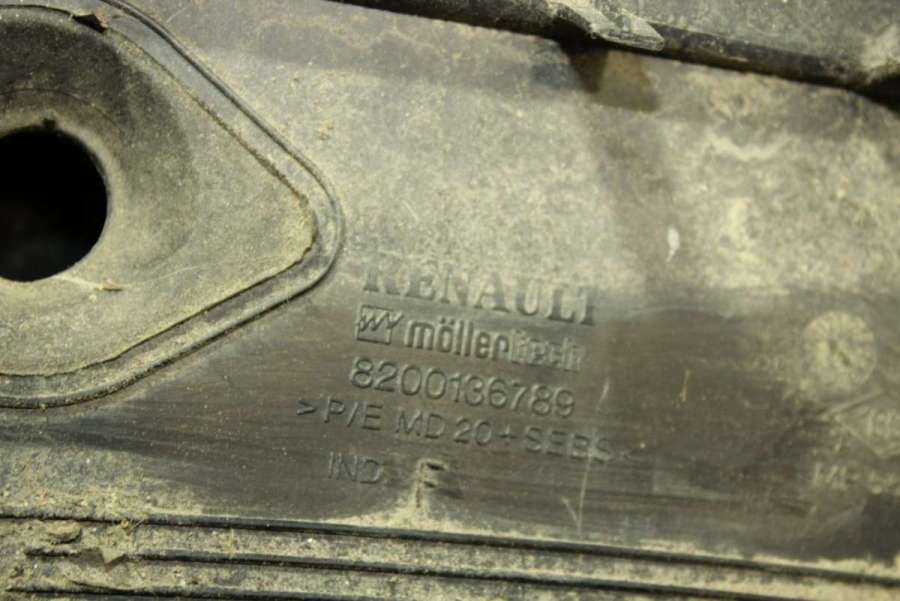 RENAULT
möllertech
8200136789
> P/E MD 20 + SEBS <
IND. F